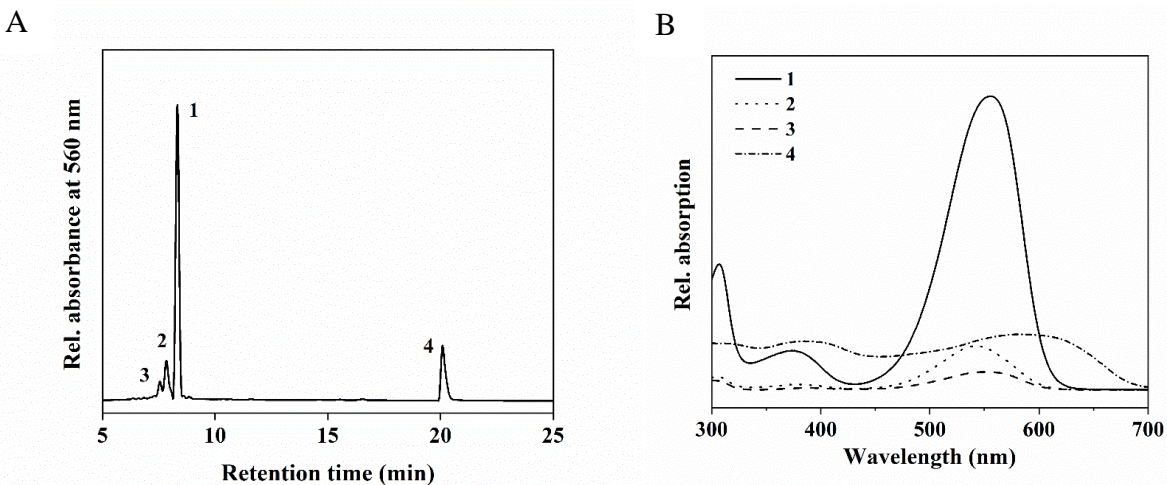 A
Rel. absorbance at 560 nm
1
2
3
4
5 10 15 20 25
Retention time (min)
B
Rel. absorption
1
2
3
4
300 400 500 600 700
Wavelength (nm)